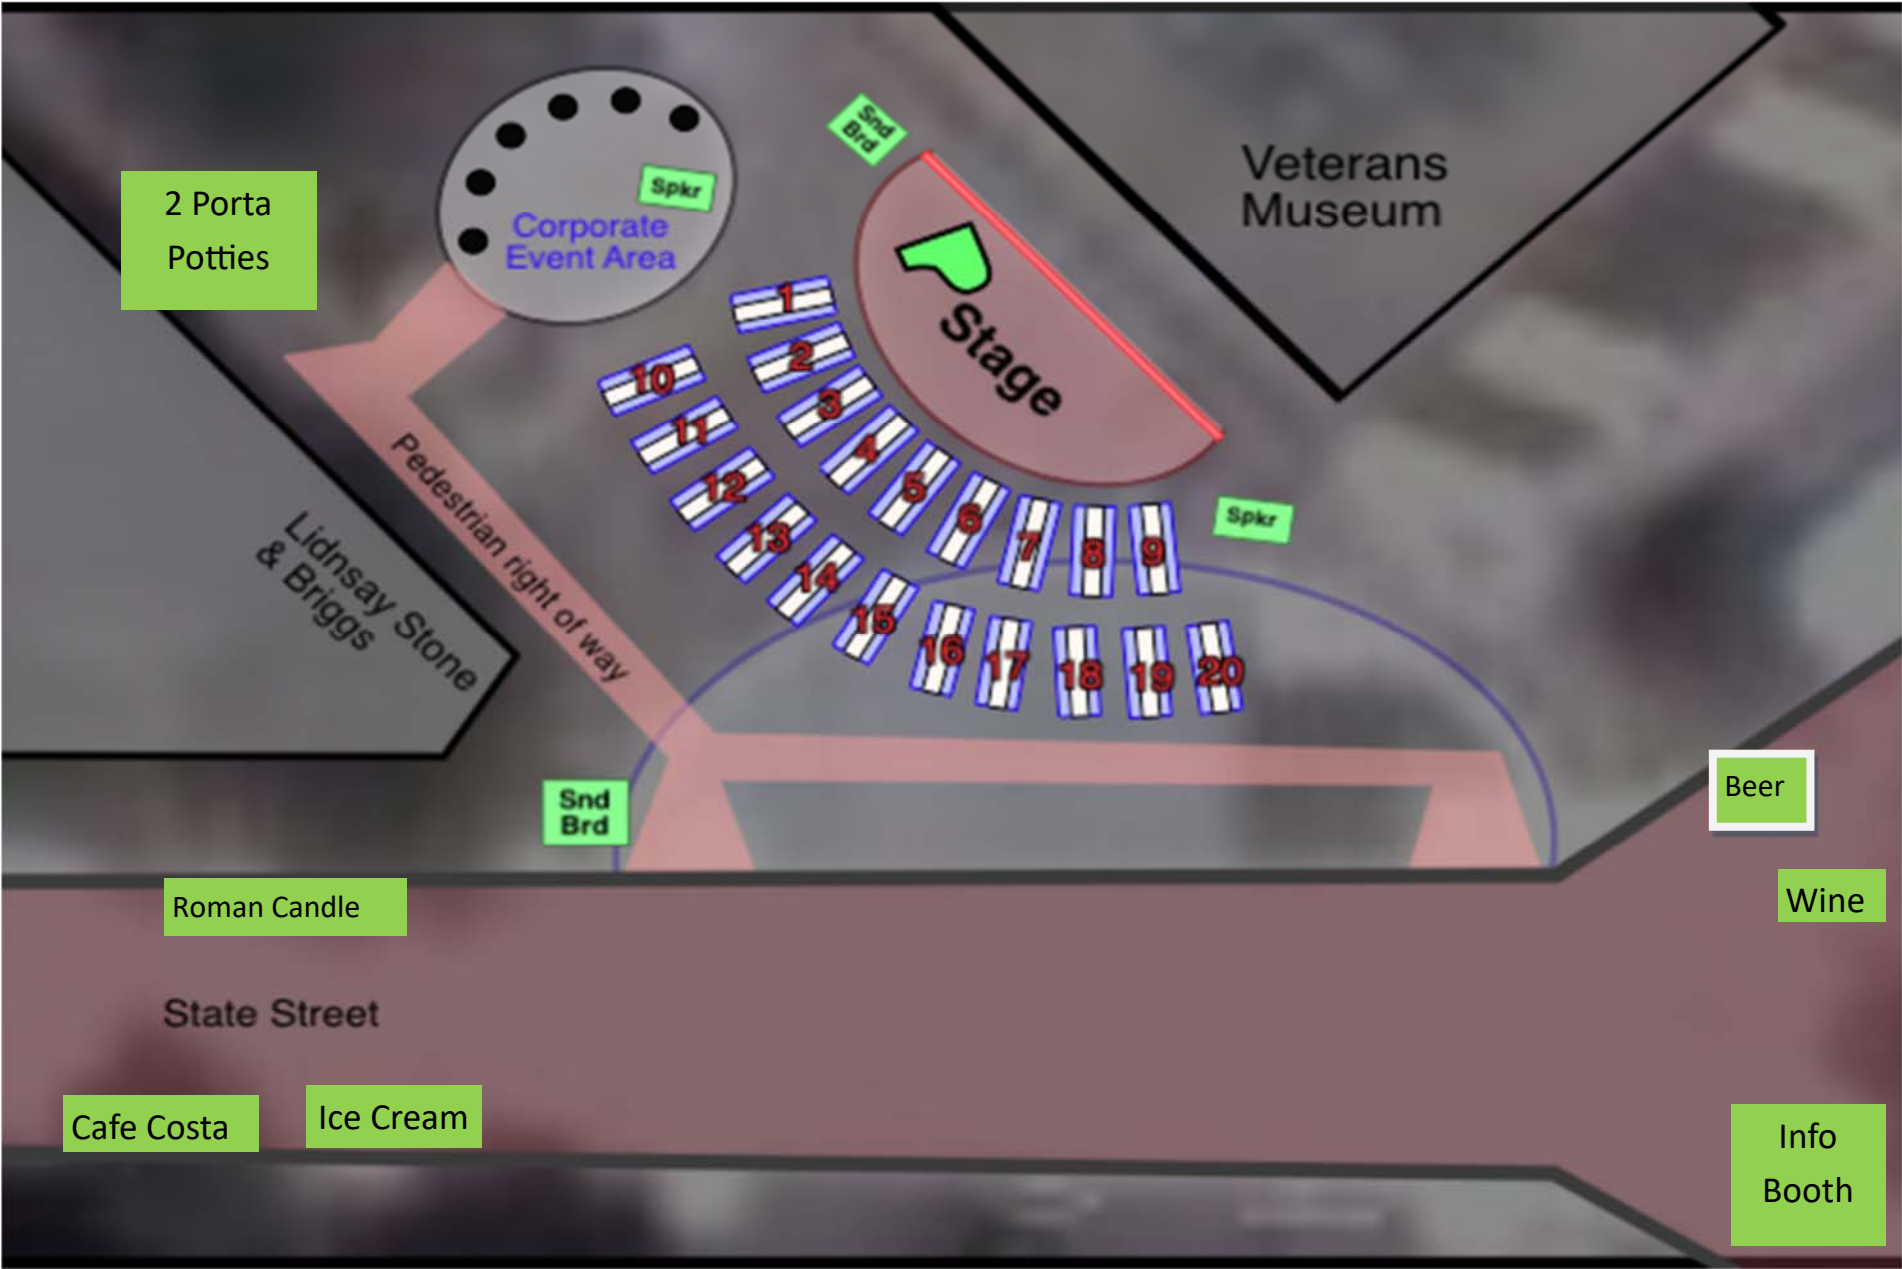 Snd
Brd
Veterans
Museum
2 Porta
Potties
Spkr
Corporate
Event Area
Stage
1
2
3
4
5
6
7
8
9
10
11
12
13
14
15
16
17
18
19
20
Spkr
Pedestrian right of way
Lidnsay Stone
& Briggs
Snd
Brd
Beer
Wine
Roman Candle
State Street
Cafe Costa
Ice Cream
Info
Booth